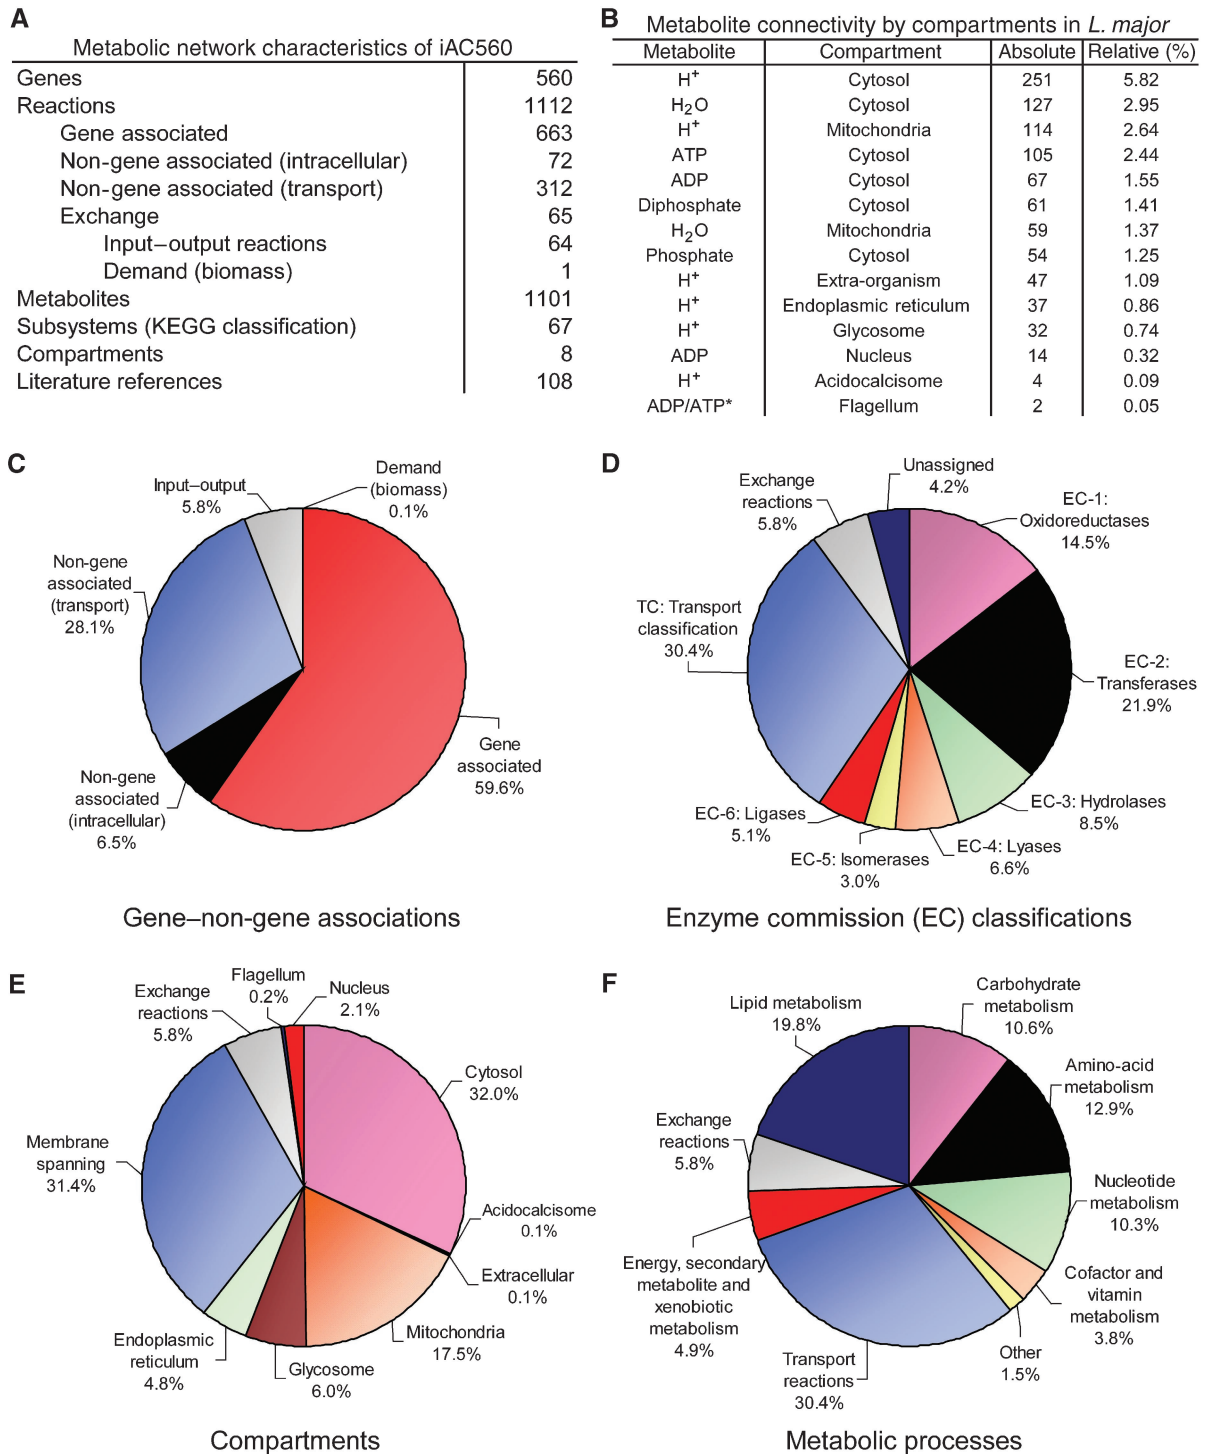 A
Metabolic network characteristics of iAC560
Genes 560
Reactions 1112
Gene associated 663
Non-gene associated (intracellular) 72
Non-gene associated (transport) 312
Exchange 65
Input–output reactions 64
Demand (biomass) 1
Metabolites 1101
Subsystems (KEGG classification) 67
Compartments 8
Literature references 108
B
Metabolite connectivity by compartments in L. major
Metabolite Compartment Absolute Relative (%)
H+ Cytosol 251 5.82
H2O Cytosol 127 2.95
H+ Mitochondria 114 2.64
ATP Cytosol 105 2.44
ADP Cytosol 67 1.55
Diphosphate Cytosol 61 1.41
H2O Mitochondria 59 1.37
Phosphate Cytosol 54 1.25
H+ Extra-organism 47 1.09
H+ Endoplasmic reticulum 37 0.86
H+ Glycosome 32 0.74
ADP Nucleus 14 0.32
H+ Acidocalcisome 4 0.09
ADP/ATP* Flagellum 2 0.05
C
Demand
(biomass)
0.1%
Input–output
5.8%
Non-gene
associated
(transport)
28.1%
Gene
associated
59.6%
Non-gene
associated
(intracellular)
6.5%
Gene–non-gene associations
D
Unassigned
4.2%
Exchange
reactions
5.8%
EC-1:
Oxidoreductases
14.5%
TC: Transport
classification
30.4%
EC-2:
Transferases
21.9%
EC-3: Hydrolases
8.5%
EC-6: Ligases
5.1%
EC-4: Lyases
6.6%
EC-5: Isomerases
3.0%
Enzyme commission (EC) classifications
E
Flagellum
0.2%
Nucleus
2.1%
Exchange
reactions
5.8%
Cytosol
32.0%
Membrane
spanning
31.4%
Acidocalcisome
0.1%
Extracellular
0.1%
Mitochondria
17.5%
Endoplasmic
reticulum
4.8%
Glycosome
6.0%
Compartments
F
Carbohydrate
metabolism
10.6%
Lipid metabolism
19.8%
Amino-acid
metabolism
12.9%
Exchange
reactions
5.8%
Nucleotide
metabolism
10.3%
Energy, secondary
metabolite and
xenobiotic
metabolism
4.9%
Cofactor and
vitamin
metabolism
3.8%
Other
1.5%
Transport
reactions
30.4%
Metabolic processes